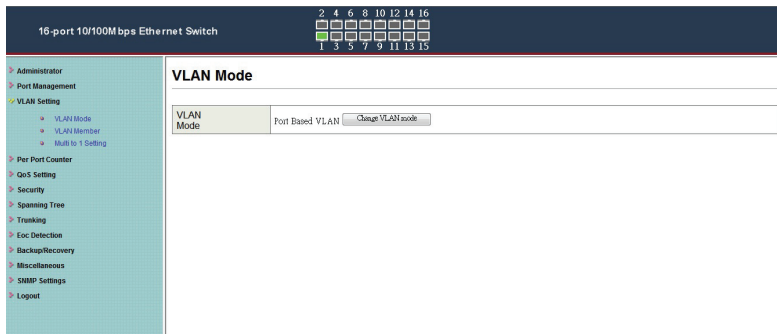 16-port 10/100Mbps Ethernet Switch
2 4 6 8 10 12 14 16
1 3 5 7 9 11 13 15
Administrator
Port Management
VLAN Setting
VLAN Mode
VLAN Member
Multi to 1 Setting
Per Port Counter
QoS Setting
Security
Spanning Tree
Trunking
Eoc Detection
Backup/Recovery
Miscellaneous
SNMP Settings
Logout
VLAN Mode
VLAN
Mode
Port Based VLAN Change VLAN mode